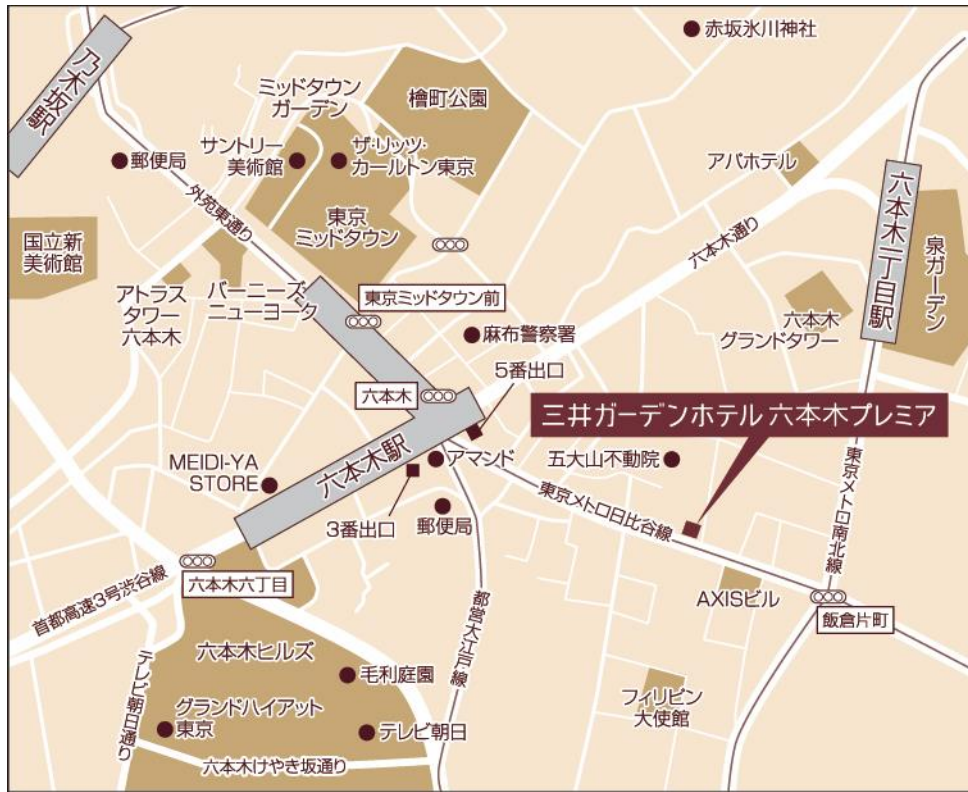 赤坂氷川神社
乃木坂駅
ミッドタウン
ガーデン
檜町公園
郵便局
サントリー
美術館
ザ・リッツ・
カールトン東京
アパホテル
六本木一丁目駅
泉ガーデン
外苑東通り
東京
ミッドタウン
六本木通り
国立新
美術館
アトラス
タワー
六本木
バーニーズ
ニューヨーク
東京ミッドタウン前
六本木
グランドタワー
麻布警察署
5番出口
六本木
三井ガーデンホテル 六本木プレミア
六本木駅
MEIDI-YA
STORE
アマンド
五大山不動院
東京メトロ日比谷線
東京メトロ南北線
3番出口
郵便局
首都高速3号渋谷線
六本木六丁目
都営大江戸線
AXISビル
飯倉片町
テレビ朝日通り
六本木ヒルズ
毛利庭園
グランドハイアット
東京
テレビ朝日
フィリピン
大使館
六本木けやき坂通り